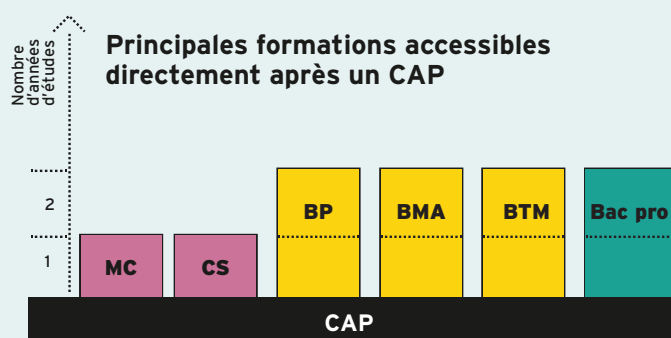 Principales formations accessibles
directement après un CAP
Nombre
d'années
d'études
2
1
MC
CS
BP
BMA
BTM
Bac pro
CAP